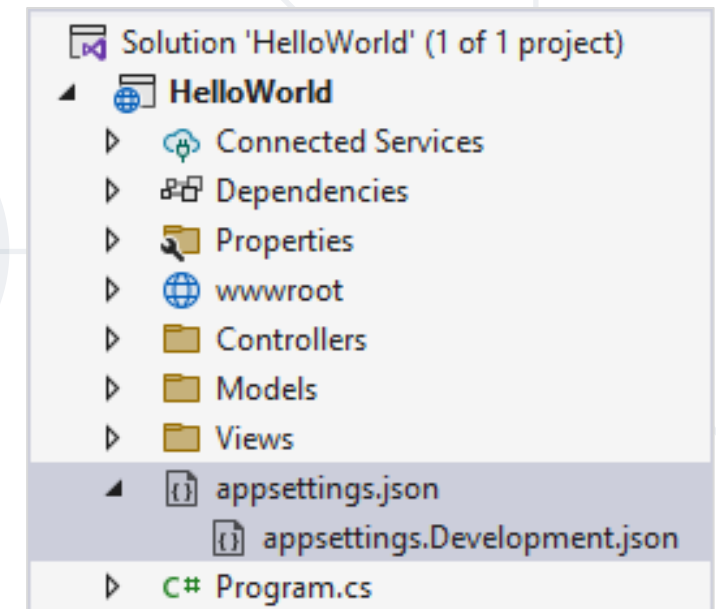 Solution 'HelloWorld' (1 of 1 project)
HelloWorld
Connected Services
Dependencies
Properties
wwwroot
Controllers
Models
Views
appsettings.json
appsettings.Development.json
C# Program.cs